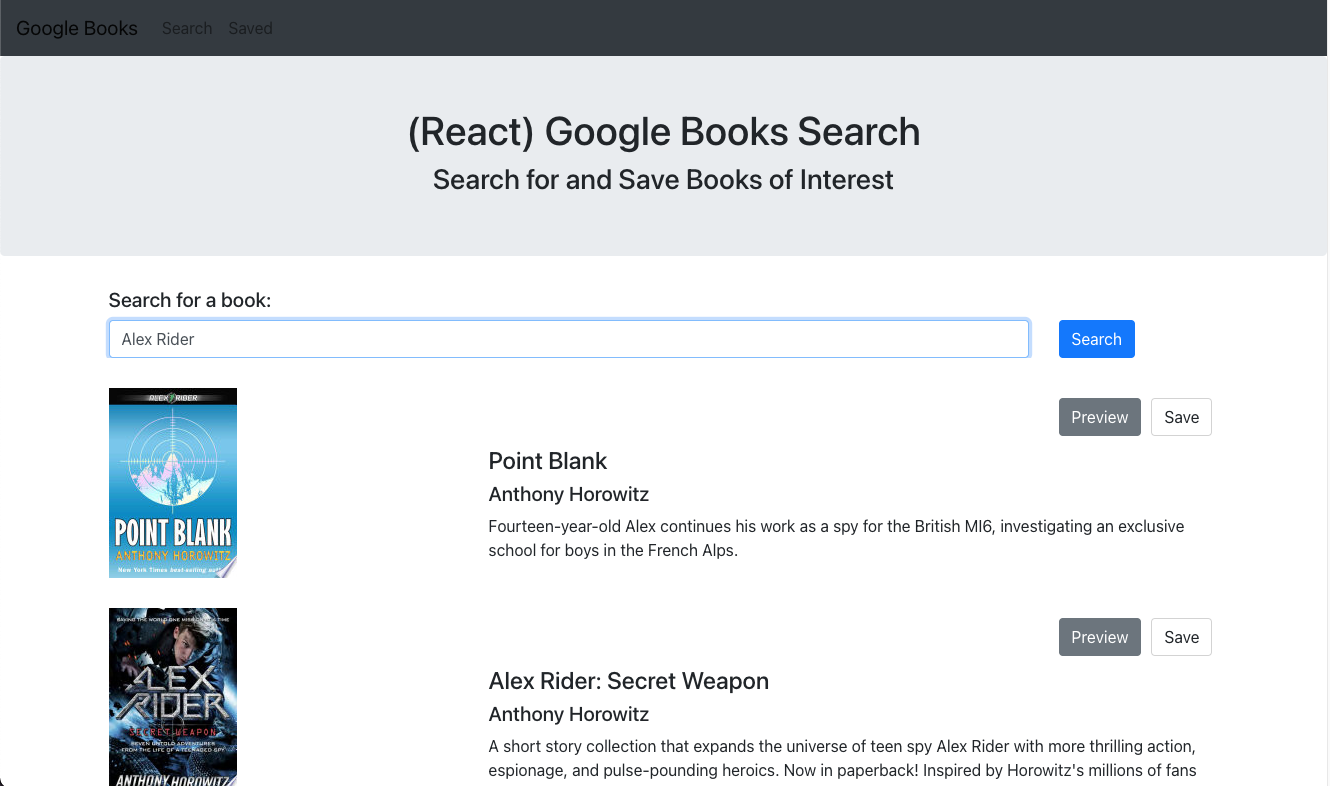 Google Books Search Saved
(React) Google Books Search
Search for and Save Books of Interest
Search for a book:
Alex Rider
Search
ALEX RIDER
POINT BLANK
ANTHONY HOROWITZ
New York Times best-selling
Preview
Save
Point Blank
Anthony Horowitz
Fourteen-year-old Alex continues his work as a spy for the British MI6, investigating an exclusive
school for boys in the French Alps.
SAVING THE WORLD ONE MISSION AT A TIME
ALEX
RIDER
SECRET WEAPON
SEVEN UNTOLD ADVENTURES
FROM THE LIFE OF A TEENAGED SPY
ANTHONY HOROWITZ
Preview
Save
Alex Rider: Secret Weapon
Anthony Horowitz
A short story collection that expands the universe of teen spy Alex Rider with more thrilling action,
espionage, and pulse-pounding heroics. Now in paperback! Inspired by Horowitz's millions of fans